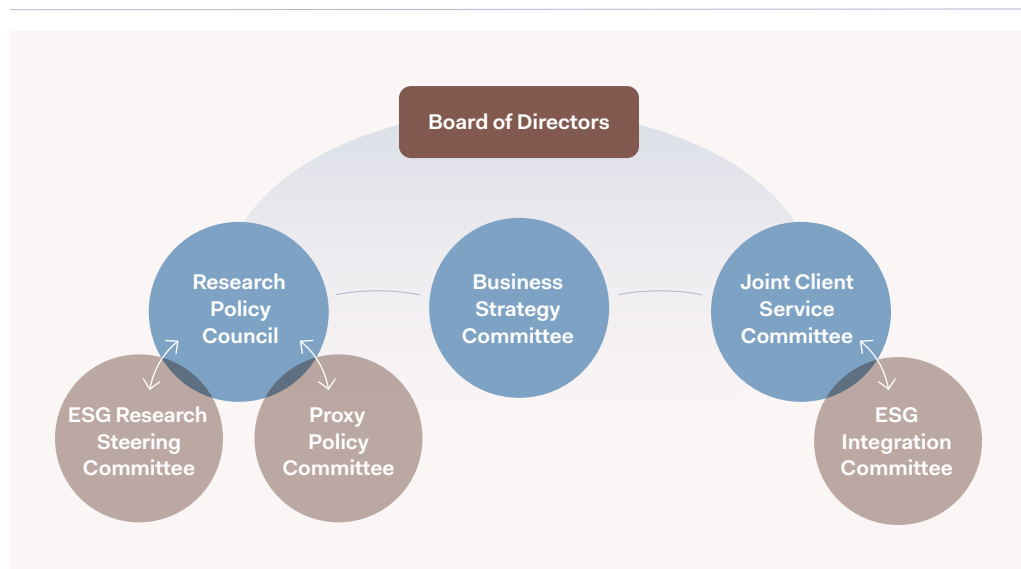 Board of Directors
Research
Policy
Council
Business
Strategy
Committee
Joint Client
Service
Committee
ESG Research
Steering
Committee
Proxy
Policy
Committee
ESG
Integration
Committee